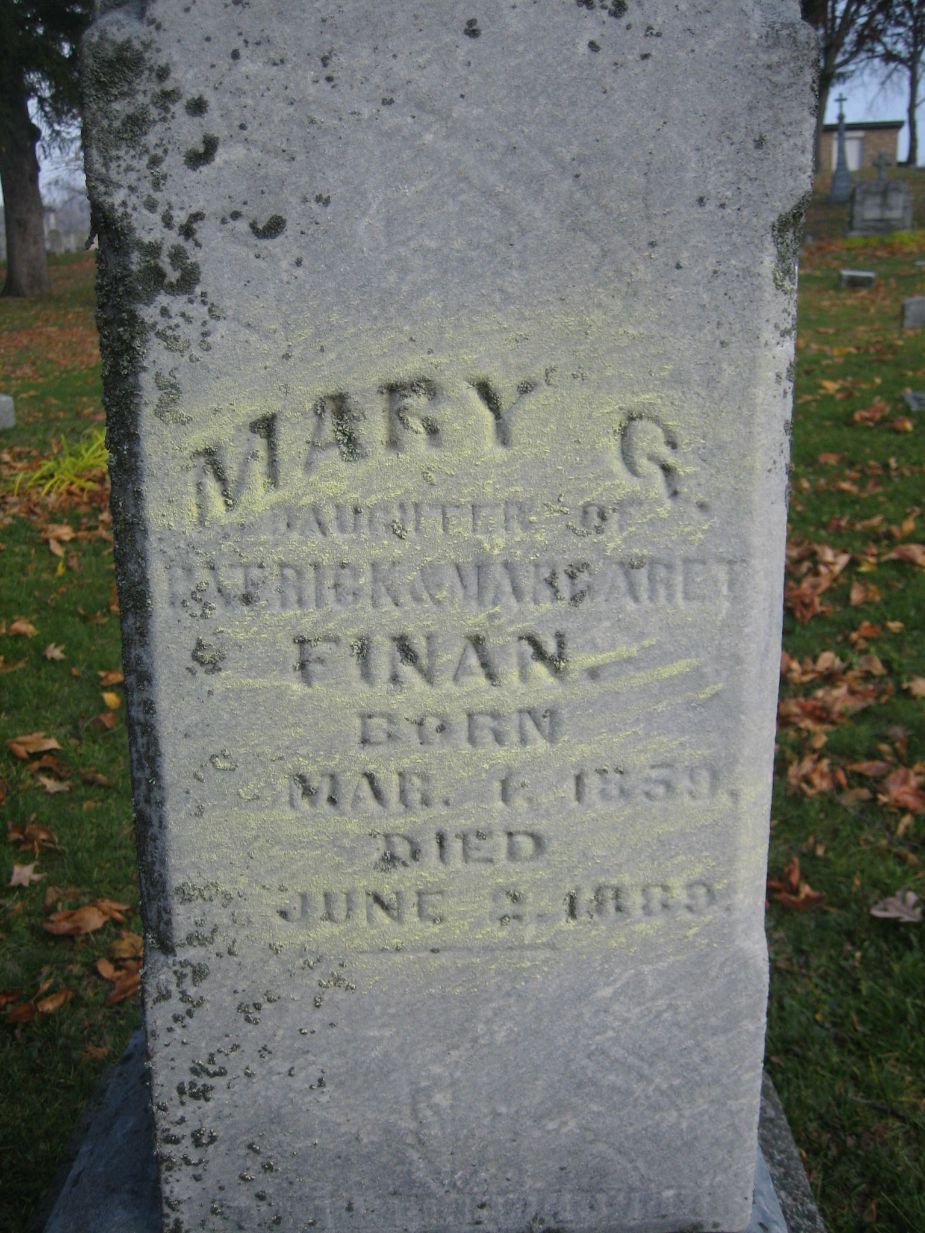 MARY G.
DAUGHTER OF
PATRICK & MARGARET
FINAN.
BORN
MAR. 1. 1859.
DIED
JUNE 2. 1889.